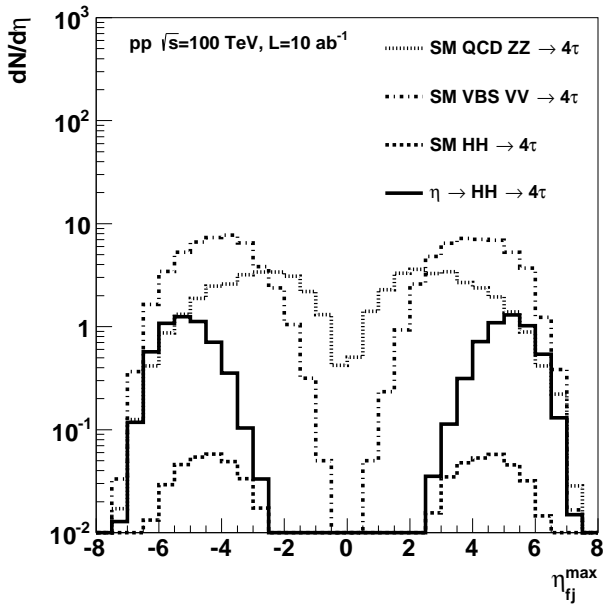 dN/dη
10³
10²
10
1
10⁻¹
10⁻²
pp √s=100 TeV, L=10 ab⁻¹
SM QCD ZZ → 4τ
SM VBS VV → 4τ
SM HH → 4τ
η → HH → 4τ
-8 -6 -4 -2 0 2 4 6 8
η_fj^max